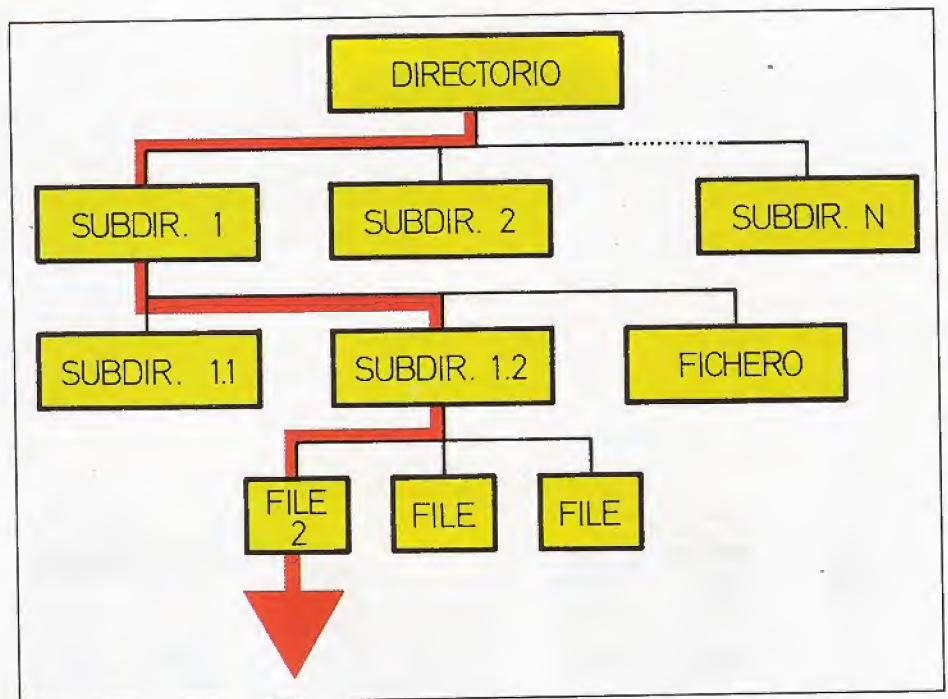 DIRECTORIO
SUBDIR. 1
SUBDIR. 2
SUBDIR. N
SUBDIR. 1.1
SUBDIR. 1.2
FICHERO
FILE
2
FILE
FILE